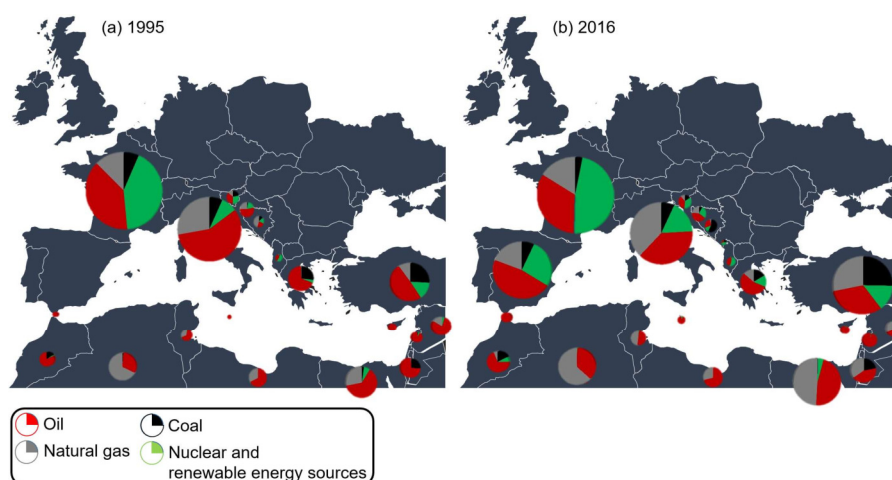 (a) 1995
(b) 2016
Oil
Coal
Natural gas
Nuclear and
renewable energy sources